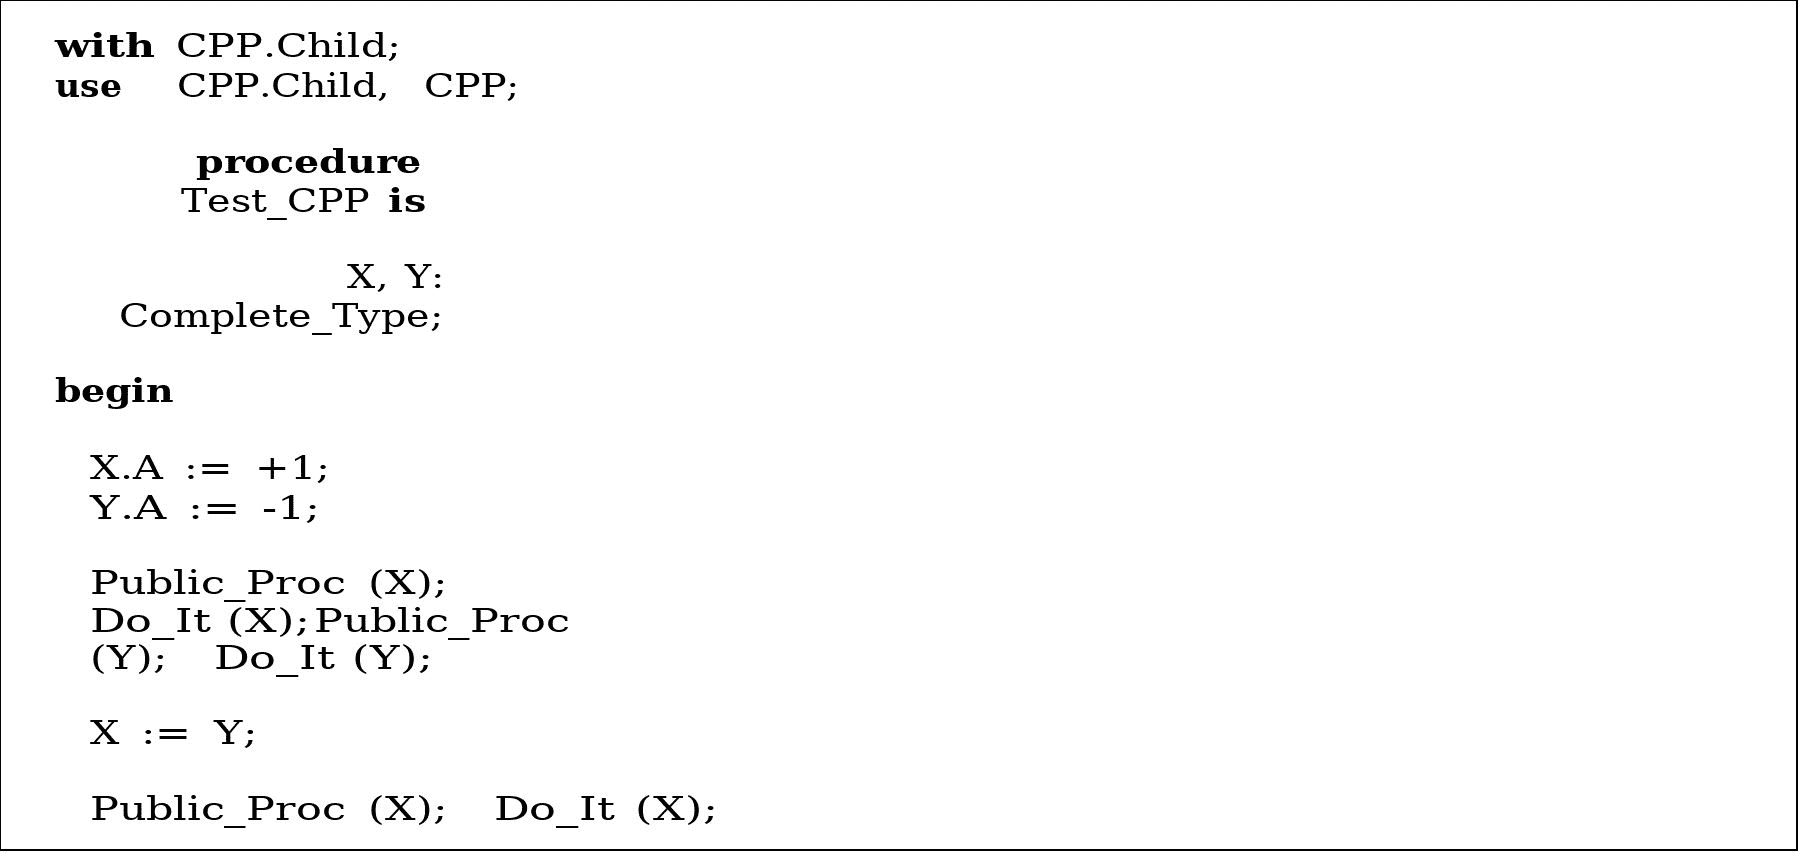 with CPP.Child;
use CPP.Child, CPP;
procedure
Test_CPP is
X, Y:
Complete_Type;
begin
X.A := +1;
Y.A := -1;
Public_Proc (X);
Do_It (X);Public_Proc
(Y); Do_It (Y);
X := Y;
Public_Proc (X); Do_It (X);